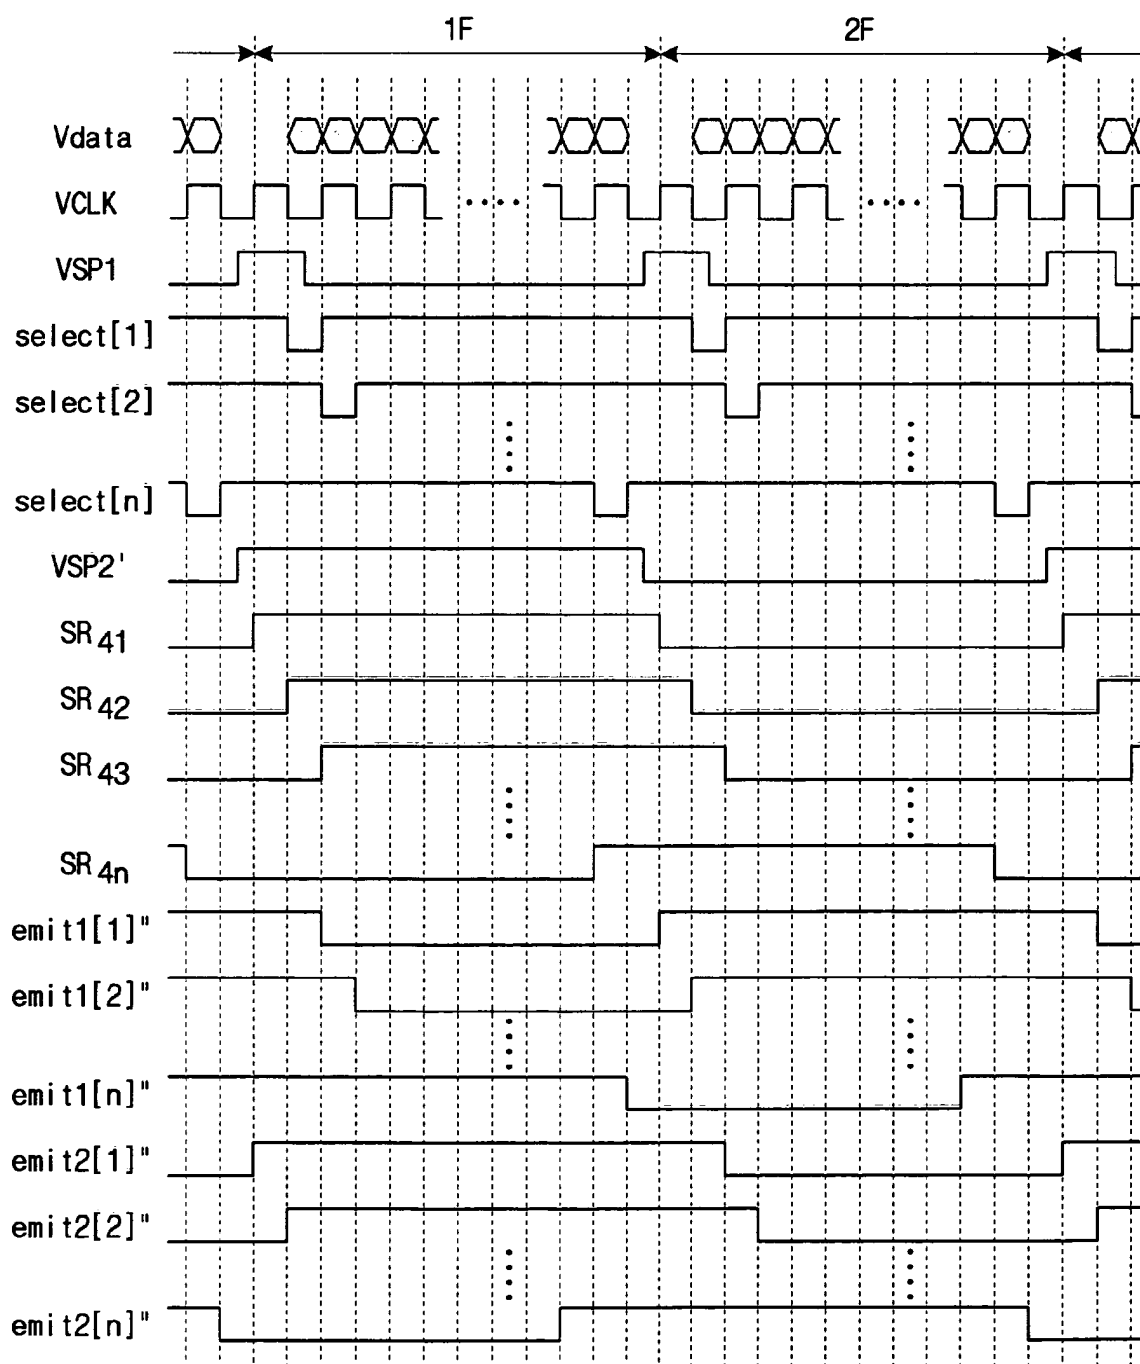 1F 2F
Vdata
VCLK
VSP1
select[1]
select[2]
select[n]
VSP2'
SR41
SR42
SR43
SR4n
emit1[1]"
emit1[2]"
emit1[n]"
emit2[1]"
emit2[2]"
emit2[n]"